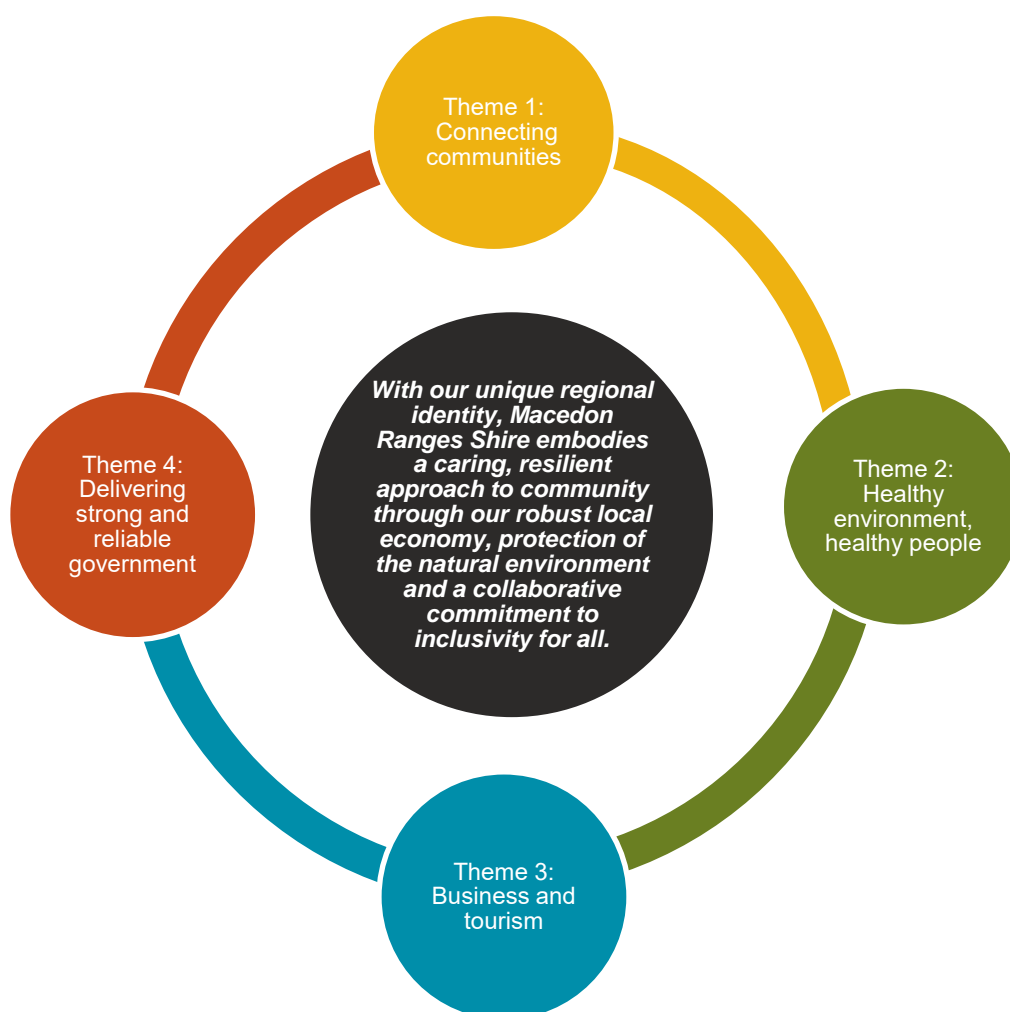 Theme 1:
Connecting
communities
With our unique regional
identity, Macedon
Ranges Shire embodies
a caring, resilient
approach to community
through our robust local
economy, protection of
the natural environment
and a collaborative
commitment to
inclusivity for all.
Theme 2:
Healthy
environment,
healthy people
Theme 3:
Business and
tourism
Theme 4:
Delivering
strong and
reliable
government